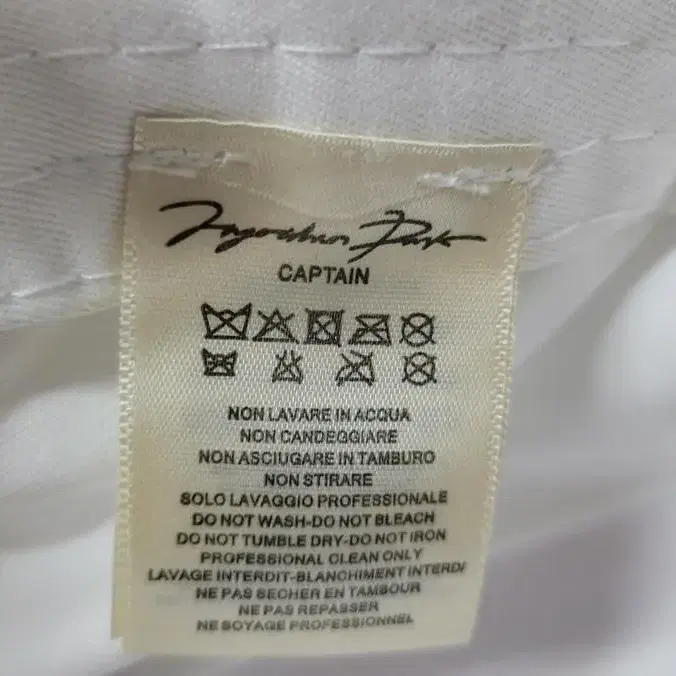 CAPTAIN
NON LAVARE IN ACQUA
NON CANDEGGIARE
NON ASCIUGARE IN TAMBURO
NON STIRARE
SOLO LAVAGGIO PROFESSIONALE
DO NOT WASH-DO NOT BLEACH
DO NOT TUMBLE DRY-DO NOT IRON
PROFESSIONAL CLEAN ONLY
LAVAGE INTERDIT-BLANCHIMENT INTERDI
NE PAS SECHER EN TAMBOUR
NE PAS REPASSER
NE SOYAGE PROFESSIONNEL